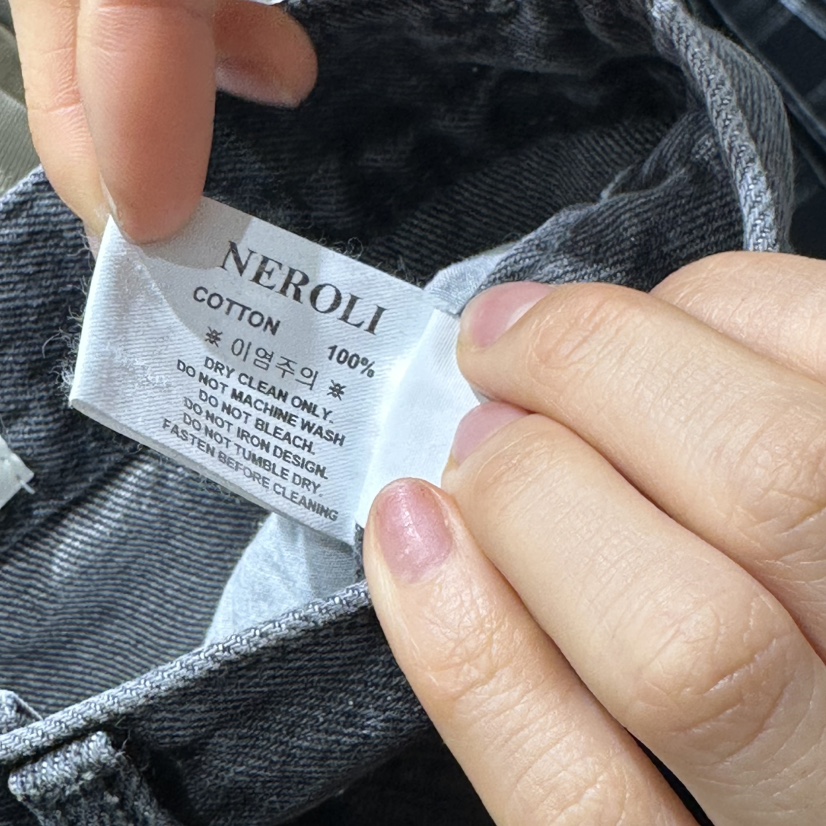 NEROLI
COTTON 100%
※ 이염주의 ※
DRY CLEAN ONLY.
DO NOT MACHINE WASH
DO NOT BLEACH.
DO NOT IRON DESIGN.
DO NOT TUMBLE DRY.
FASTEN BEFORE CLEANING